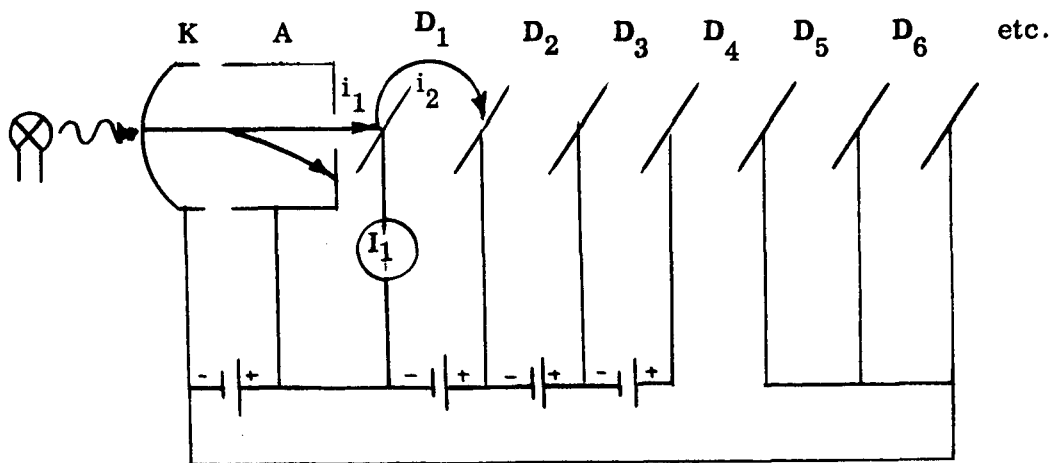 K A D₁ D₂ D₃ D₄ D₅ D₆ etc.
i₁ i₂
I₁
- + - + - + - +